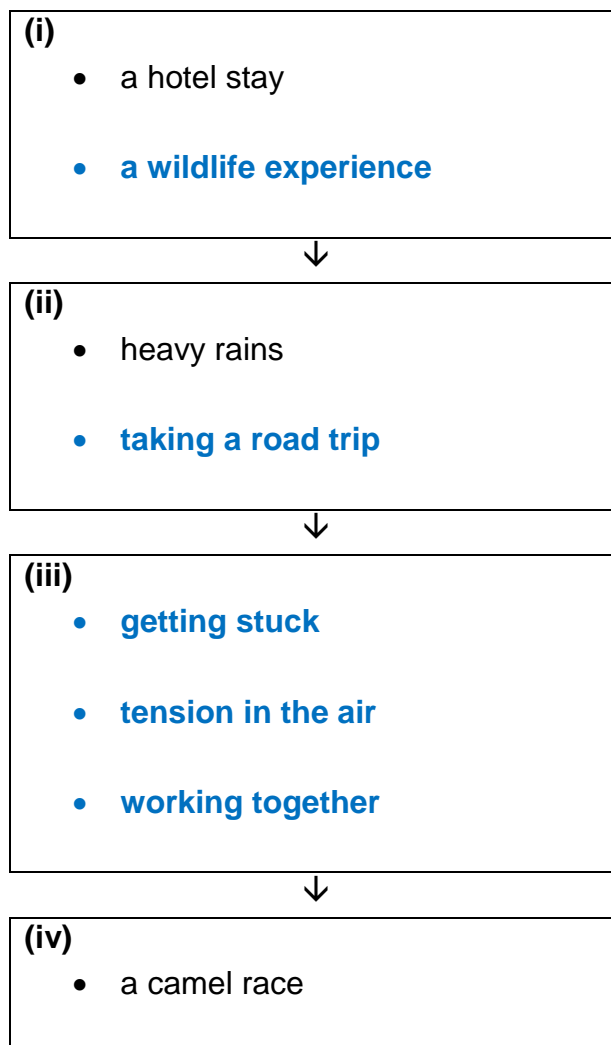 (i)
• a hotel stay
• a wildlife experience
↓
(ii)
• heavy rains
• taking a road trip
↓
(iii)
• getting stuck
• tension in the air
• working together
↓
(iv)
• a camel race